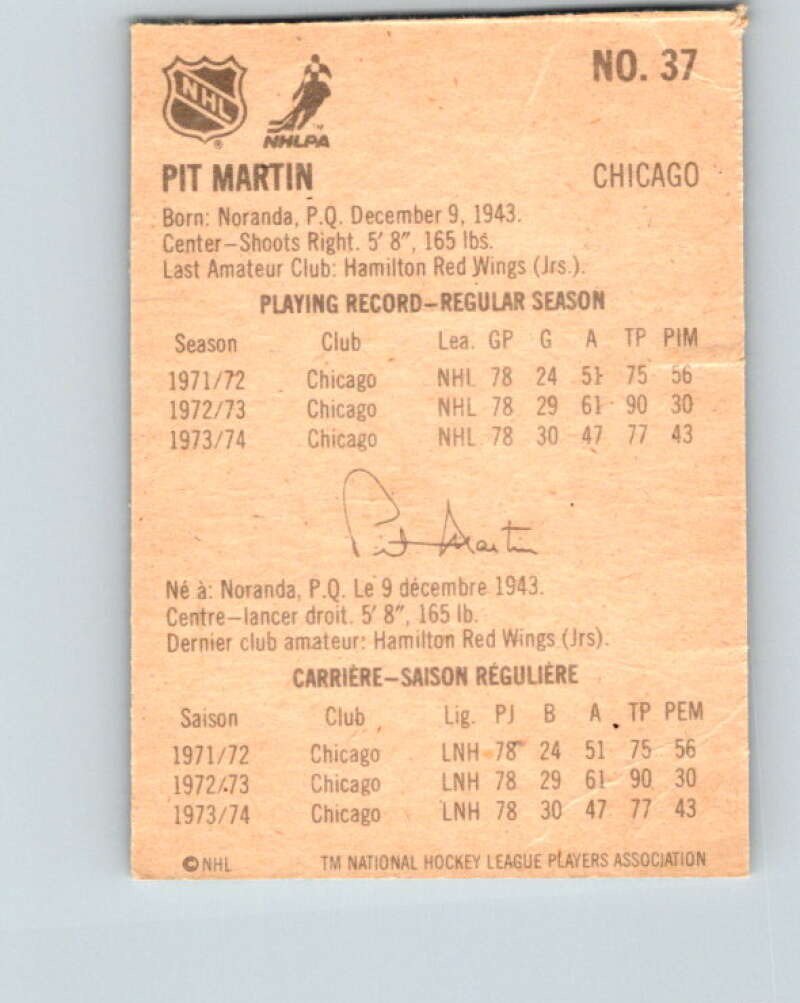 NHL
®
NHLPA
TM
NO. 37
PIT MARTIN CHICAGO
Born: Noranda, P.Q. December 9, 1943.
Center–Shoots Right. 5' 8", 165 lbs.
Last Amateur Club: Hamilton Red Wings (Jrs.).
PLAYING RECORD–REGULAR SEASON
Season Club Lea. GP G A TP PIM
1971/72 Chicago NHL 78 24 51 75 56
1972/73 Chicago NHL 78 29 61 90 30
1973/74 Chicago NHL 78 30 47 77 43
Pit Martin
Né à: Noranda, P.Q. Le 9 décembre 1943.
Centre–lancer droit. 5' 8", 165 lb.
Dernier club amateur: Hamilton Red Wings (Jrs).
CARRIÈRE–SAISON RÉGULIÈRE
Saison Club Lig. PJ B A TP PEM
1971/72 Chicago LNH 78 24 51 75 56
1972/73 Chicago LNH 78 29 61 90 30
1973/74 Chicago LNH 78 30 47 77 43
© NHL TM NATIONAL HOCKEY LEAGUE PLAYERS ASSOCIATION